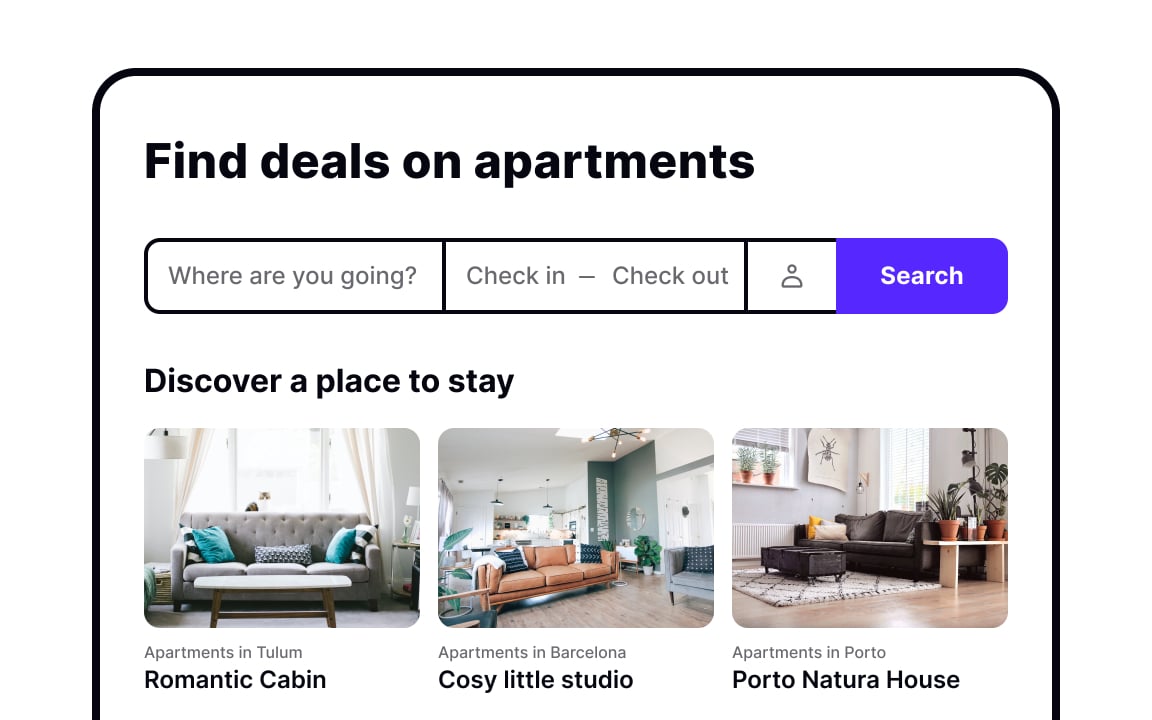 Find deals on apartments
Where are you going? Check in — Check out Search
Discover a place to stay
Apartments in Tulum
Romantic Cabin
Apartments in Barcelona
Cosy little studio
Apartments in Porto
Porto Natura House